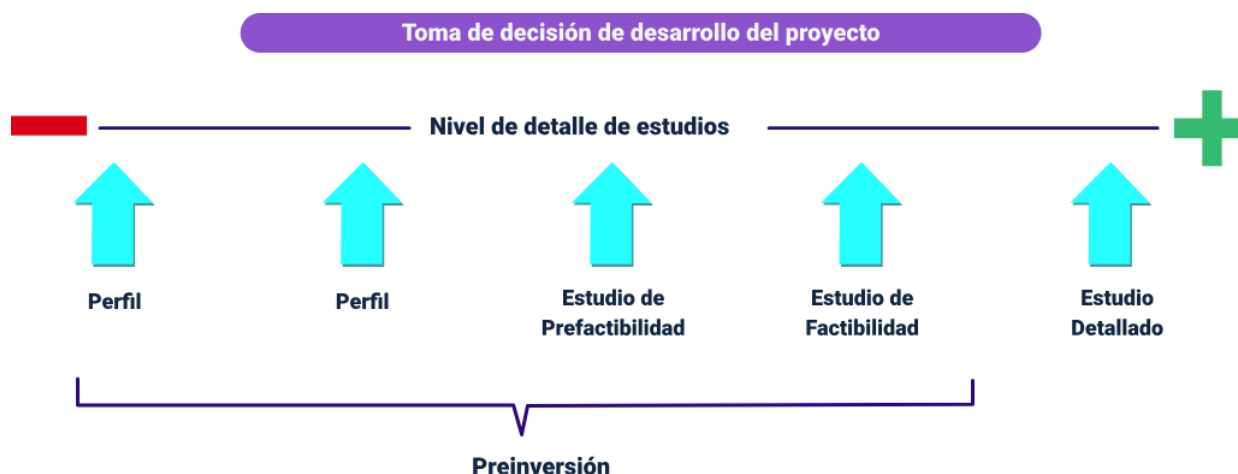 Toma de decisión de desarrollo del proyecto
Nivel de detalle de estudios
Perfil
Perfil
Estudio de
Prefactibilidad
Estudio de
Factibilidad
Estudio
Detallado
Preinversión